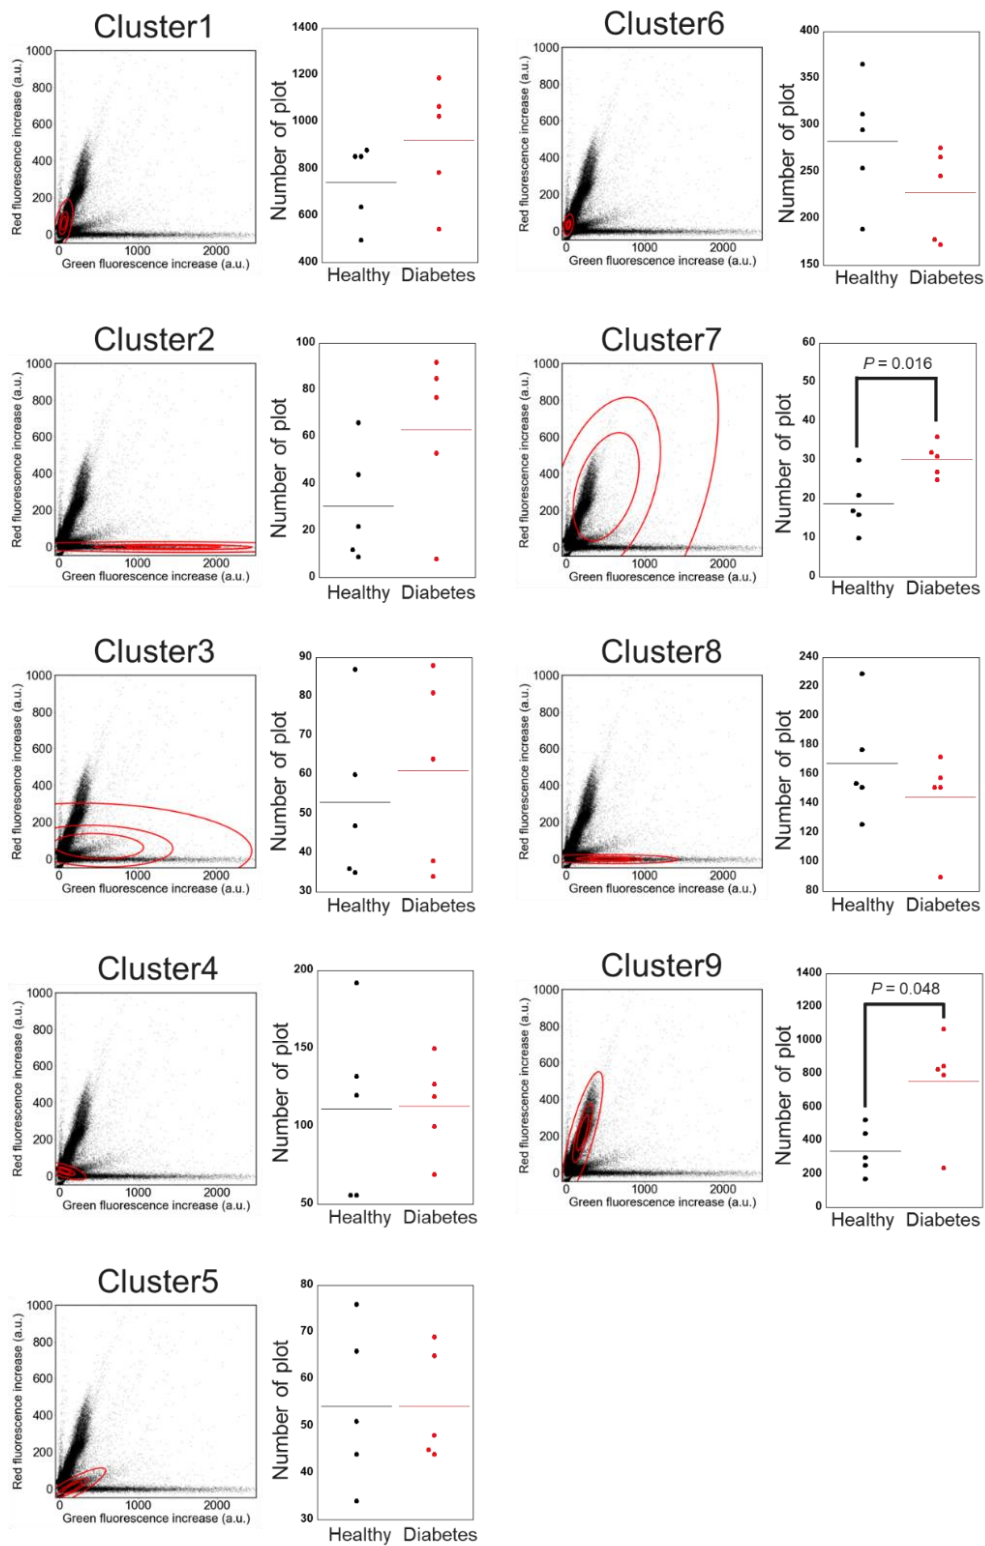 Cluster1
Red fluorescence increase (a.u.)
1000
800
600
400
200
0
0 1000 2000
Green fluorescence increase (a.u.)
Number of plot
1400
1200
1000
800
600
400
Healthy Diabetes
Cluster6
Red fluorescence increase (a.u.)
1000
800
600
400
200
0
0 1000 2000
Green fluorescence increase (a.u.)
Number of plot
400
350
300
250
200
150
Healthy Diabetes
Cluster2
Red fluorescence increase (a.u.)
1000
800
600
400
200
0
0 1000 2000
Green fluorescence increase (a.u.)
Number of plot
100
80
60
40
20
0
Healthy Diabetes
Cluster7
Red fluorescence increase (a.u.)
1000
800
600
400
200
0
0 1000 2000
Green fluorescence increase (a.u.)
Number of plot
60
50
40
30
20
10
0
P = 0.016
Healthy Diabetes
Cluster3
Red fluorescence increase (a.u.)
1000
800
600
400
200
0
0 1000 2000
Green fluorescence increase (a.u.)
Number of plot
90
80
70
60
50
40
30
Healthy Diabetes
Cluster8
Red fluorescence increase (a.u.)
1000
800
600
400
200
0
0 1000 2000
Green fluorescence increase (a.u.)
Number of plot
240
220
200
180
160
140
120
100
80
Healthy Diabetes
Cluster4
Red fluorescence increase (a.u.)
1000
800
600
400
200
0
0 1000 2000
Green fluorescence increase (a.u.)
Number of plot
200
150
100
50
Healthy Diabetes
Cluster9
Red fluorescence increase (a.u.)
1000
800
600
400
200
0
0 1000 2000
Green fluorescence increase (a.u.)
Number of plot
1400
1200
1000
800
600
400
200
0
P = 0.048
Healthy Diabetes
Cluster5
Red fluorescence increase (a.u.)
1000
800
600
400
200
0
0 1000 2000
Green fluorescence increase (a.u.)
Number of plot
80
70
60
50
40
30
Healthy Diabetes